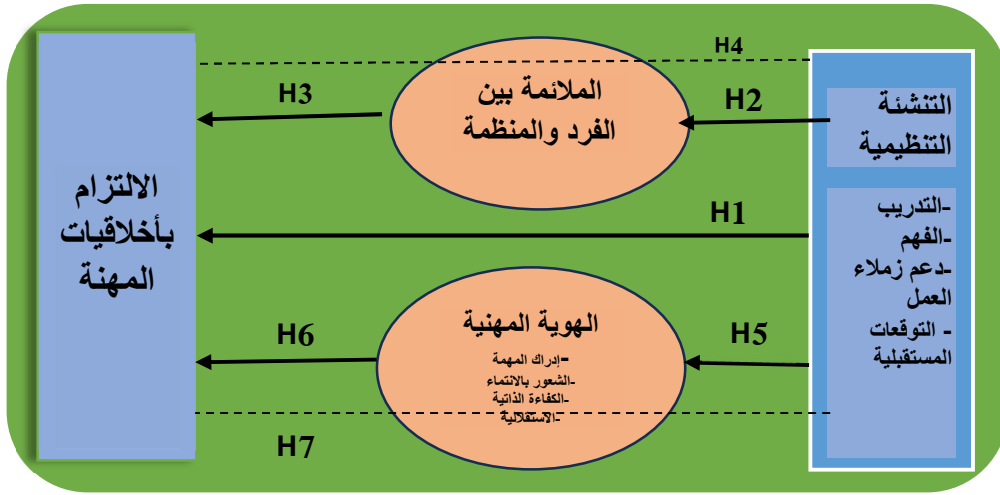 H4
التنشئة
التنظيمية
-التدريب
-الفهم
-دعم زملاء
العمل
- التوقعات
المستقبلية
H2
الملائمة بين
الفرد والمنظمة
H3
H1
الهوية المهنية
-إدراك المهمة
-الشعور بالانتماء
-الكفاءة الذاتية
-الاستقلالية
H5
H6
H7
الالتزام
بأخلاقيات
المهنة